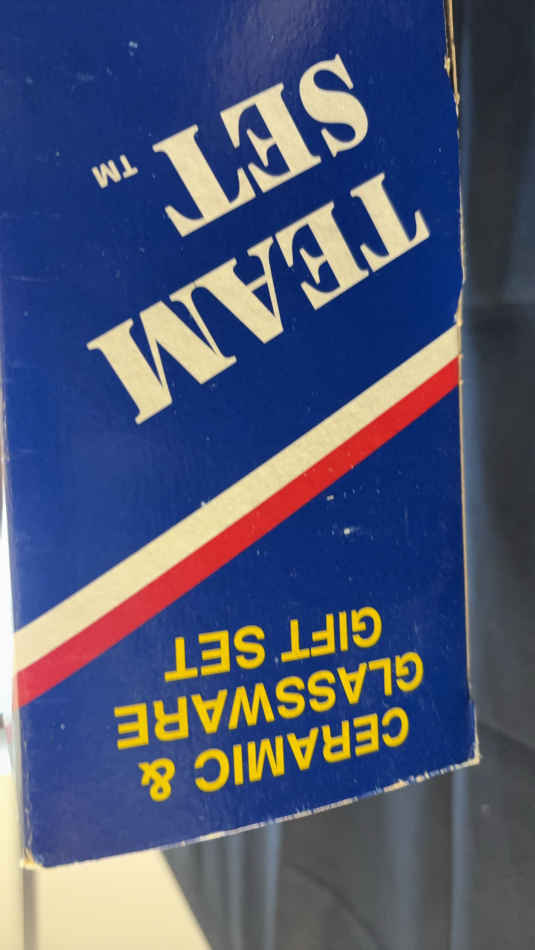 CERAMIC &
GLASSWARE
GIFT SET
TEAM
SET™